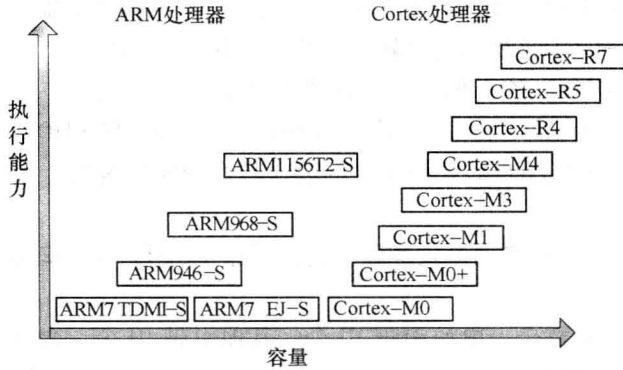 ARM处理器 Cortex处理器
Cortex–R7
Cortex–R5
Cortex–R4
ARM1156T2–S Cortex–M4
Cortex–M3
ARM968–S
Cortex–M1
ARM946–S Cortex–M0+
ARM7 TDMI–S ARM7 EJ–S Cortex–M0
执行能力
容量